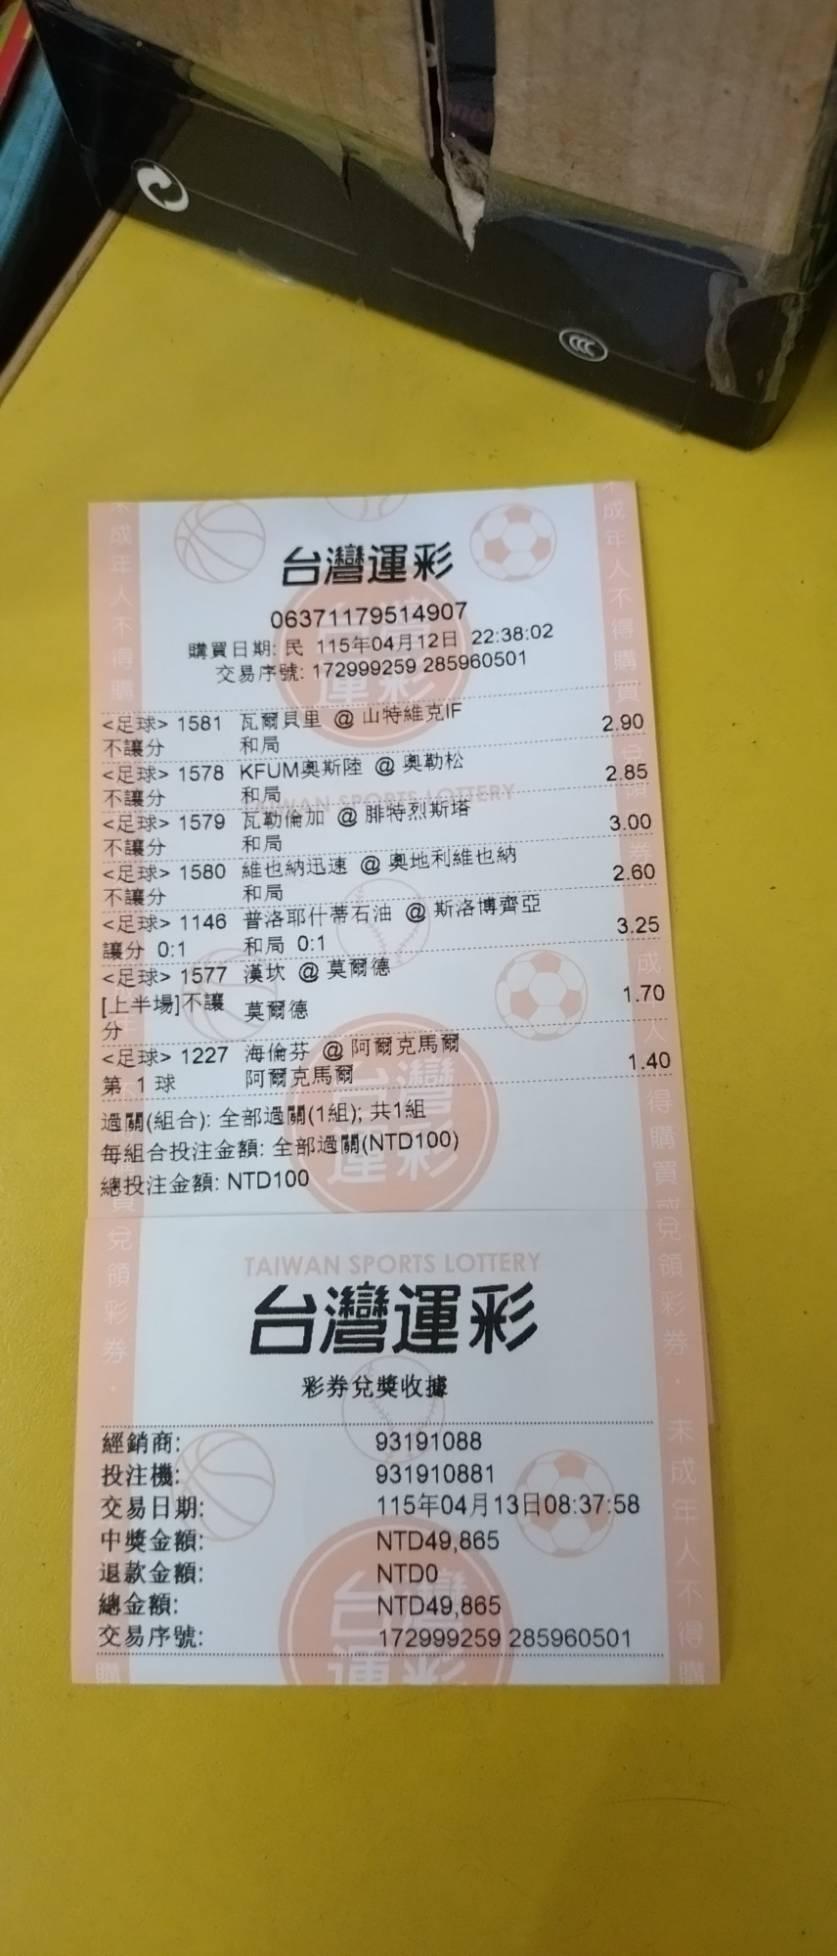 台灣運彩
06371179514907
購買日期: 民 115年04月12日 22:38:02
交易序號: 172999259 285960501
<足球> 1581 瓦爾貝里 @ 山特維克IF
不讓分 和局 2.90
<足球> 1578 KFUM奧斯陸 @ 奧勒松
不讓分 和局 2.85
<足球> 1579 瓦勒倫加 @ 腓特烈斯塔
不讓分 和局 3.00
<足球> 1580 維也納迅速 @ 奧地利維也納
不讓分 和局 2.60
<足球> 1146 普洛耶什蒂石油 @ 斯洛博齊亞
讓分 0:1 和局 0:1 3.25
<足球> 1577 漢坎 @ 莫爾德
[上半場]不讓分 莫爾德 1.70
<足球> 1227 海倫芬 @ 阿爾克馬爾
第 1 球 阿爾克馬爾 1.40
過關(組合): 全部過關(1組); 共1組
每組合投注金額: 全部過關(NTD100)
總投注金額: NTD100
TAIWAN SPORTS LOTTERY
台灣運彩
彩券兌獎收據
經銷商: 93191088
投注機: 931910881
交易日期: 115年04月13日08:37:58
中獎金額: NTD49,865
退款金額: NTD0
總金額: NTD49,865
交易序號: 172999259 285960501